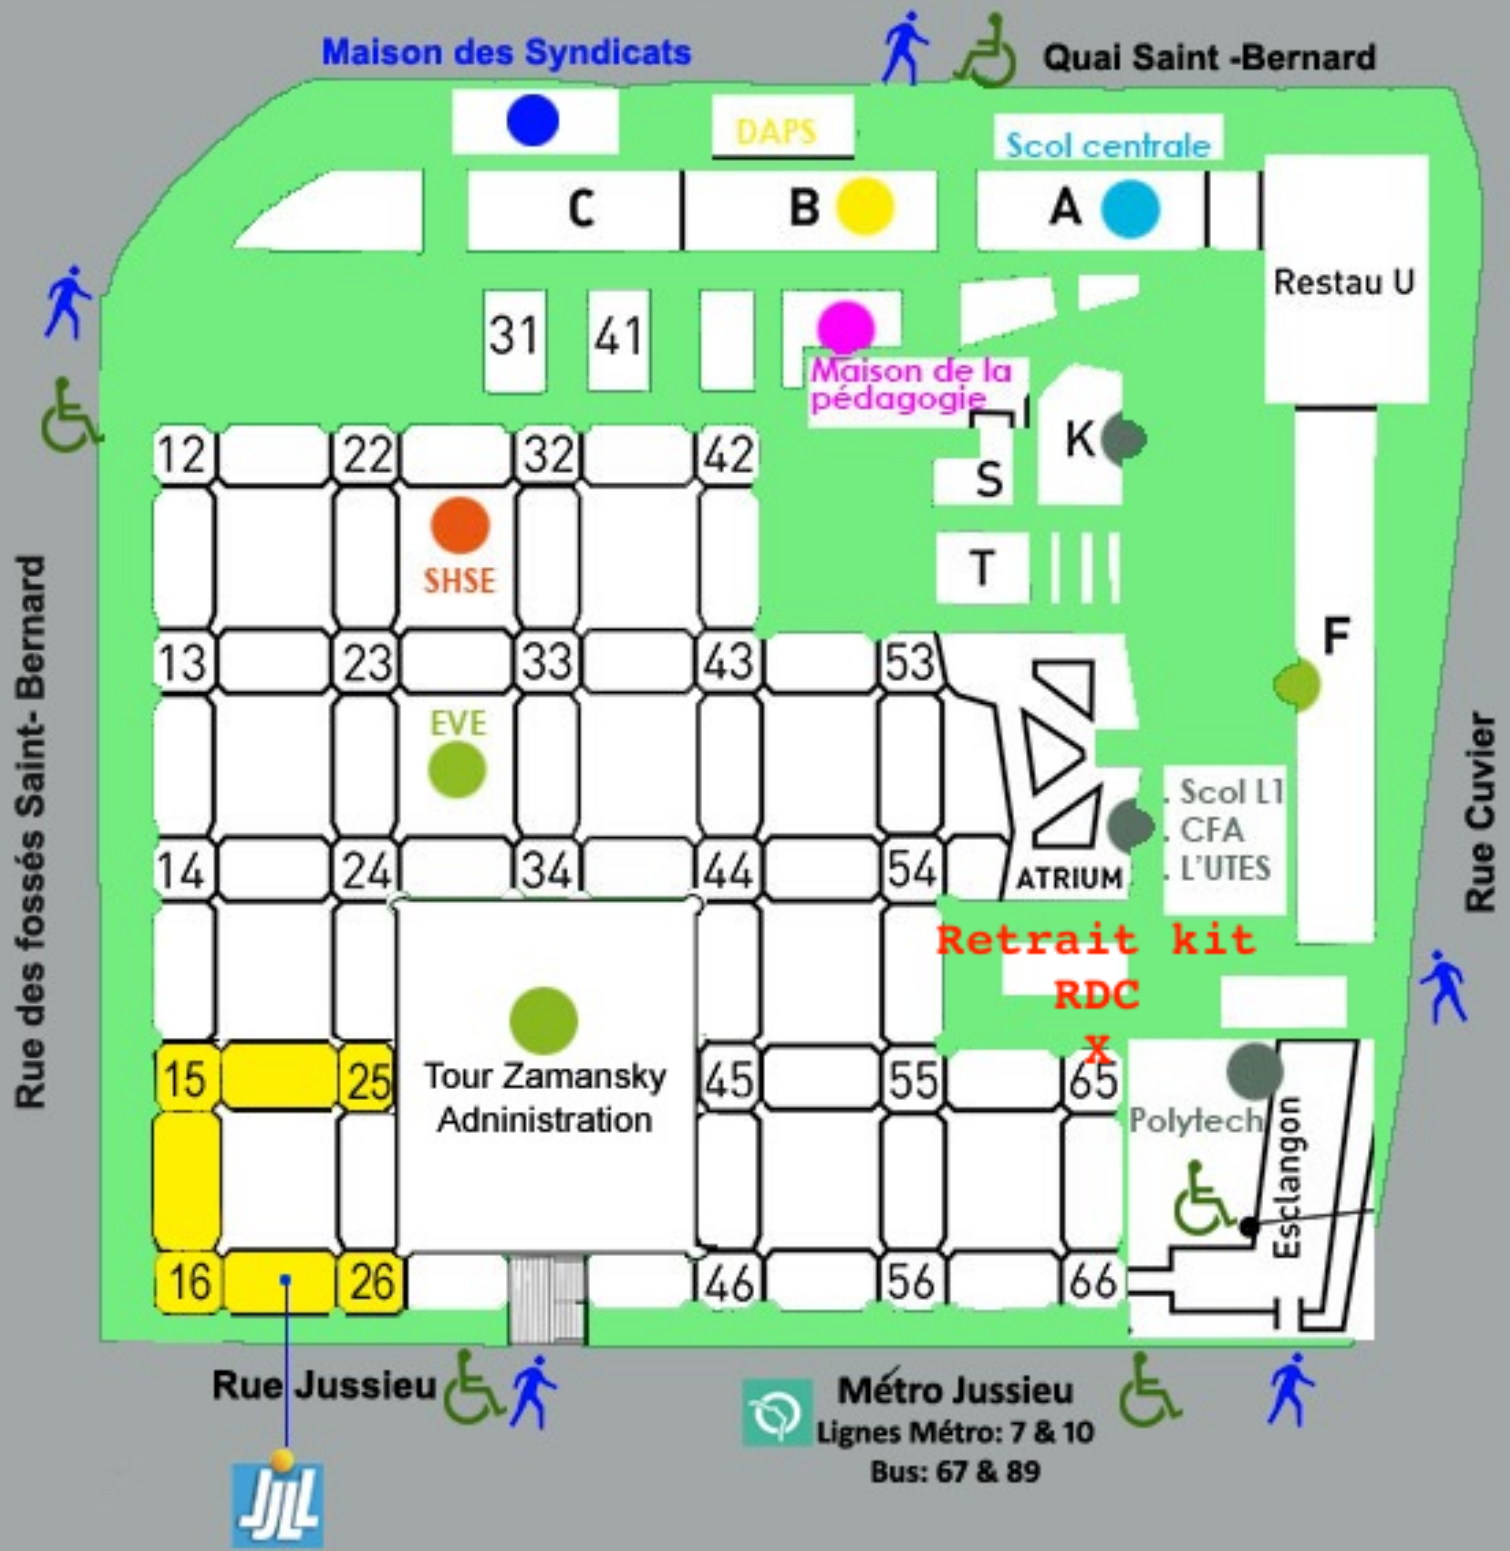 Maison des Syndicats
Quai Saint -Bernard
DAPS
Scol centrale
C
B
A
Restau U
31
41
Maison de la
pédagogie
K
S
12
22
32
42
SHSE
T
Rue des fossés Saint- Bernard
F
13
23
33
43
53
EVE
Rue Cuvier
. Scol L1
. CFA
. L'UTES
14
24
34
44
54
ATRIUM
Retrait kit
RDC
X
15
25
Tour Zamansky
Adninistration
45
55
65
Polytech
Esclangon
16
26
46
56
66
Rue Jussieu
Métro Jussieu
Lignes Métro: 7 & 10
Bus: 67 & 89
JJLL